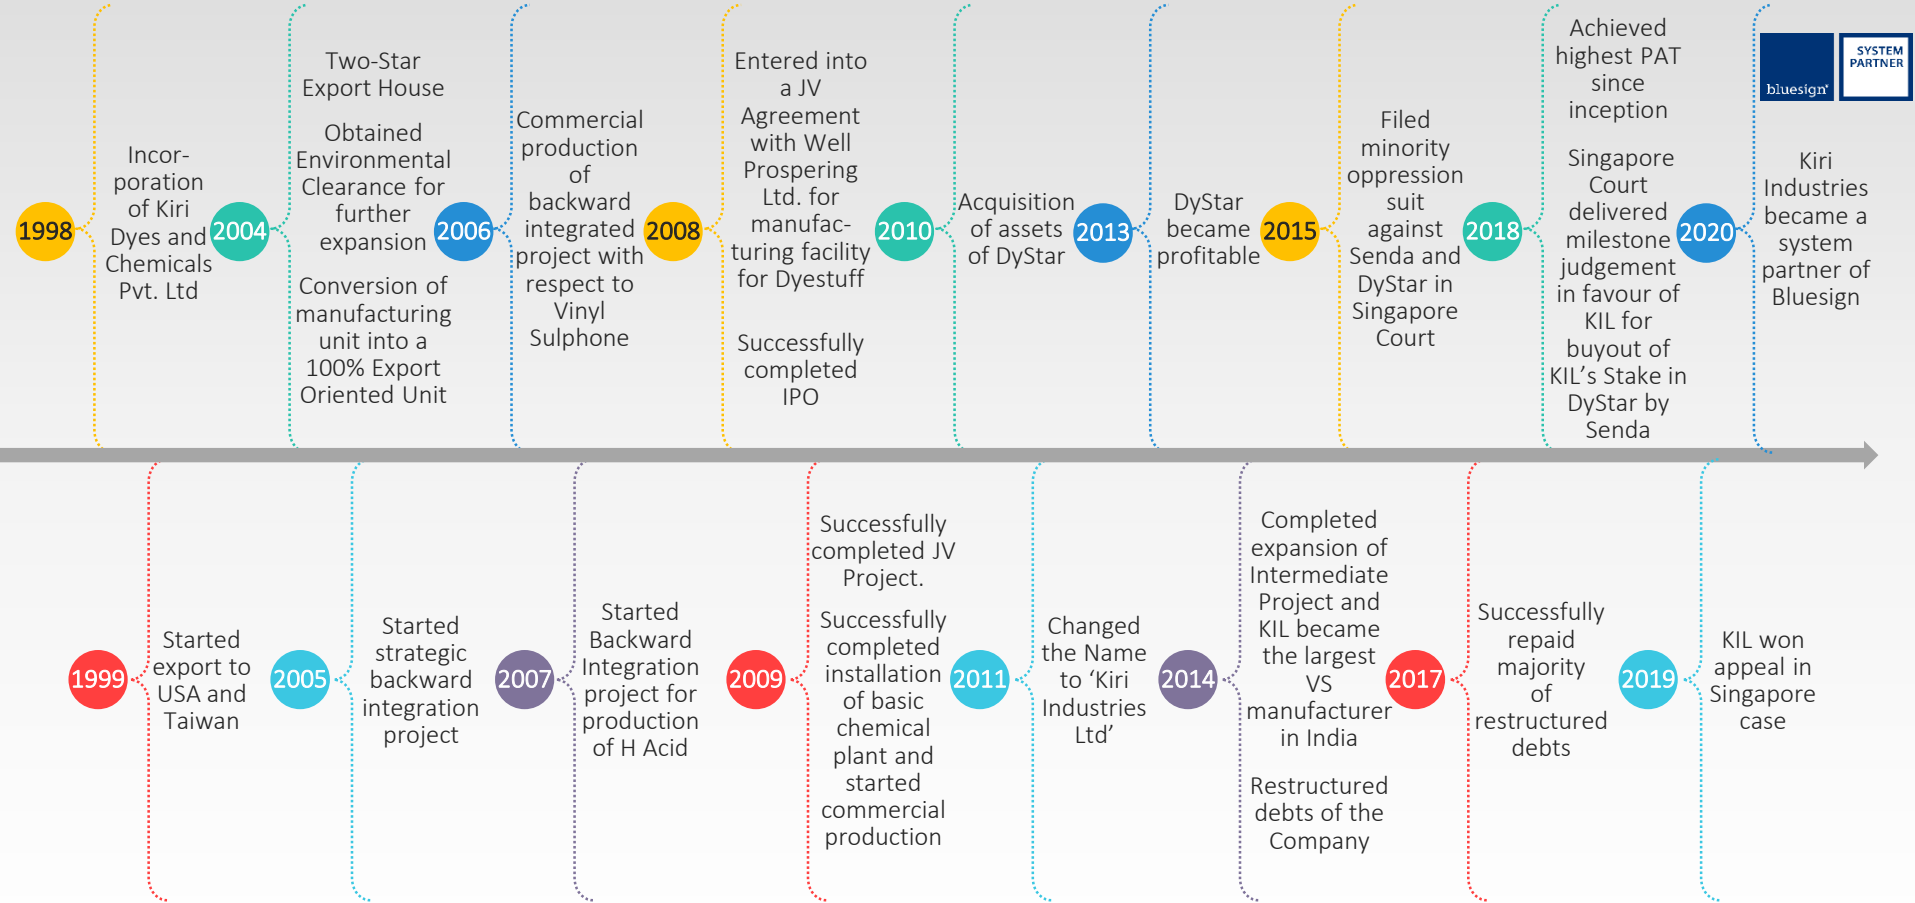 1998
Incor-
poration
of Kiri
Dyes and
Chemicals
Pvt. Ltd
2004
Two-Star
Export House
Obtained
Environmental
Clearance for
further
expansion
Conversion of
manufacturing
unit into a
100% Export
Oriented Unit
2006
Commercial
production
of
backward
integrated
project with
respect to
Vinyl
Sulphone
2008
Entered into
a JV
Agreement
with Well
Prospering
Ltd. for
manufac-
turing facility
for Dyestuff
Successfully
completed
IPO
2010
Acquisition
of assets
of DyStar
2013
DyStar
became
profitable
2015
Filed
minority
oppression
suit
against
Senda and
DyStar in
Singapore
Court
2018
Achieved
highest PAT
since
inception
Singapore
Court
delivered
milestone
judgement
in favour of
KIL for
buyout of
KIL’s Stake in
DyStar by
Senda
2020
bluesign®
SYSTEM
PARTNER
Kiri
Industries
became a
system
partner of
Bluesign
1999
Started
export to
USA and
Taiwan
2005
Started
strategic
backward
integration
project
2007
Started
Backward
Integration
project for
production
of H Acid
2009
Successfully
completed JV
Project.
Successfully
completed
installation
of basic
chemical
plant and
started
commercial
production
2011
Changed
the Name
to ‘Kiri
Industries
Ltd’
2014
Completed
expansion of
Intermediate
Project and
KIL became
the largest
VS
manufacturer
in India
Restructured
debts of the
Company
2017
Successfully
repaid
majority
of
restructured
debts
2019
KIL won
appeal in
Singapore
case